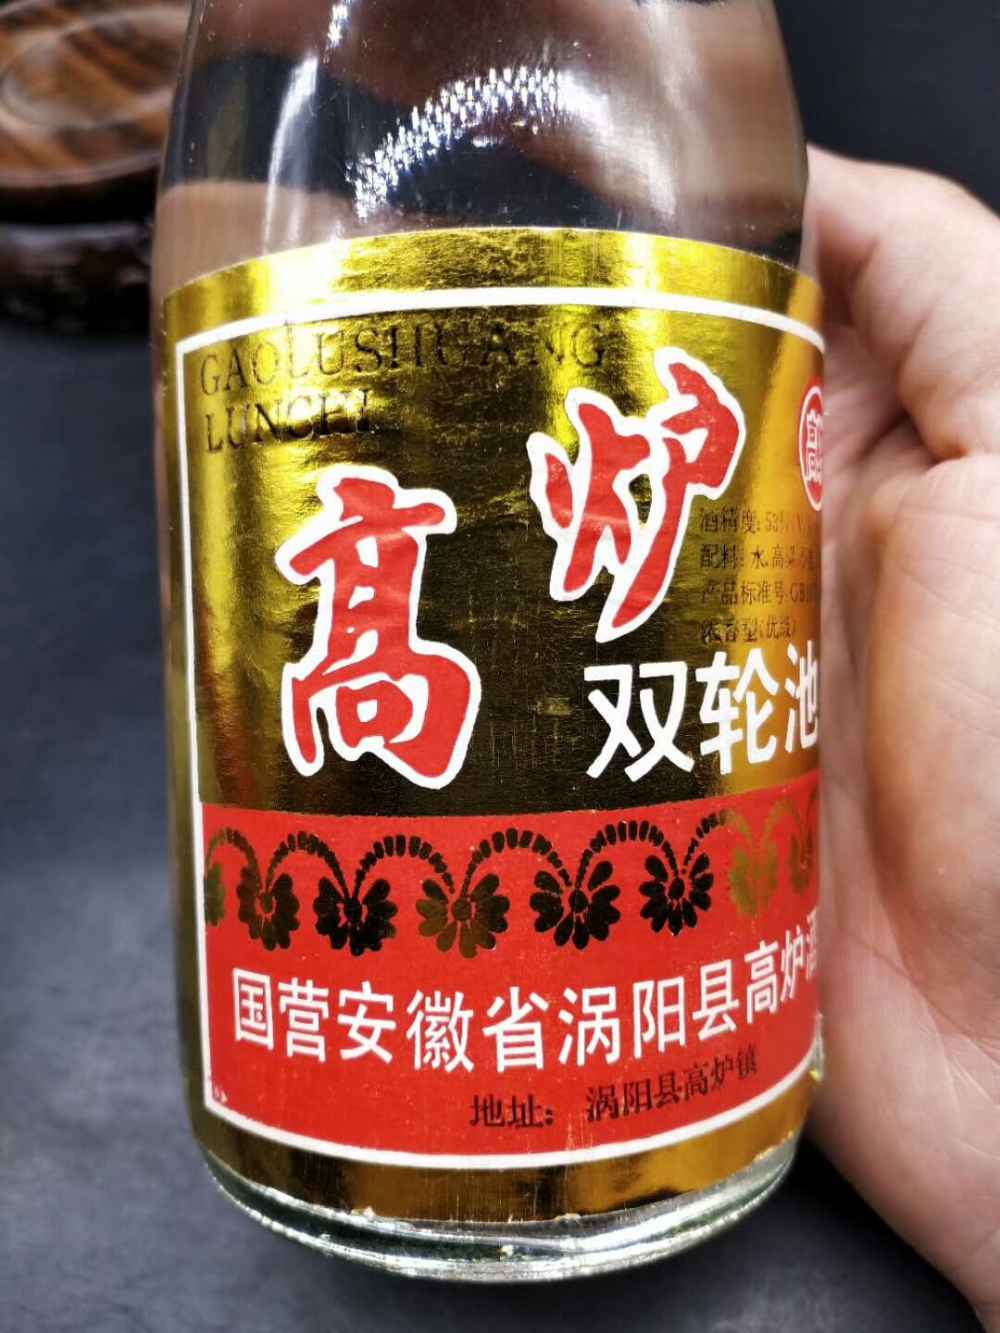 GAOLUSHUANG
LUNCHI
高炉
酒精度: 53%
配料: 水、高粱
产品标准号: GB
浓香型(优级)
双轮池
国营安徽省涡阳县高炉酒
地址: 涡阳县高炉镇